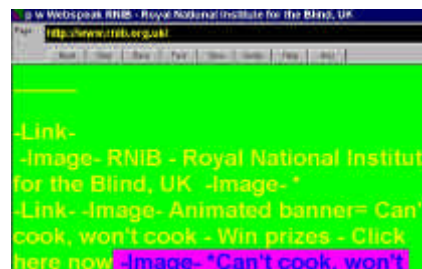 p w Webspeak RNIB - Royal National Institute for the Blind, UK
Page http://www.rnib.org.uk/
-Link-
-Image- RNIB - Royal National Institut
for the Blind, UK -Image- *
-Link- -Image- Animated banner= Can'
cook, won't cook - Win prizes - Click
here now -Image- *Can't cook, won't